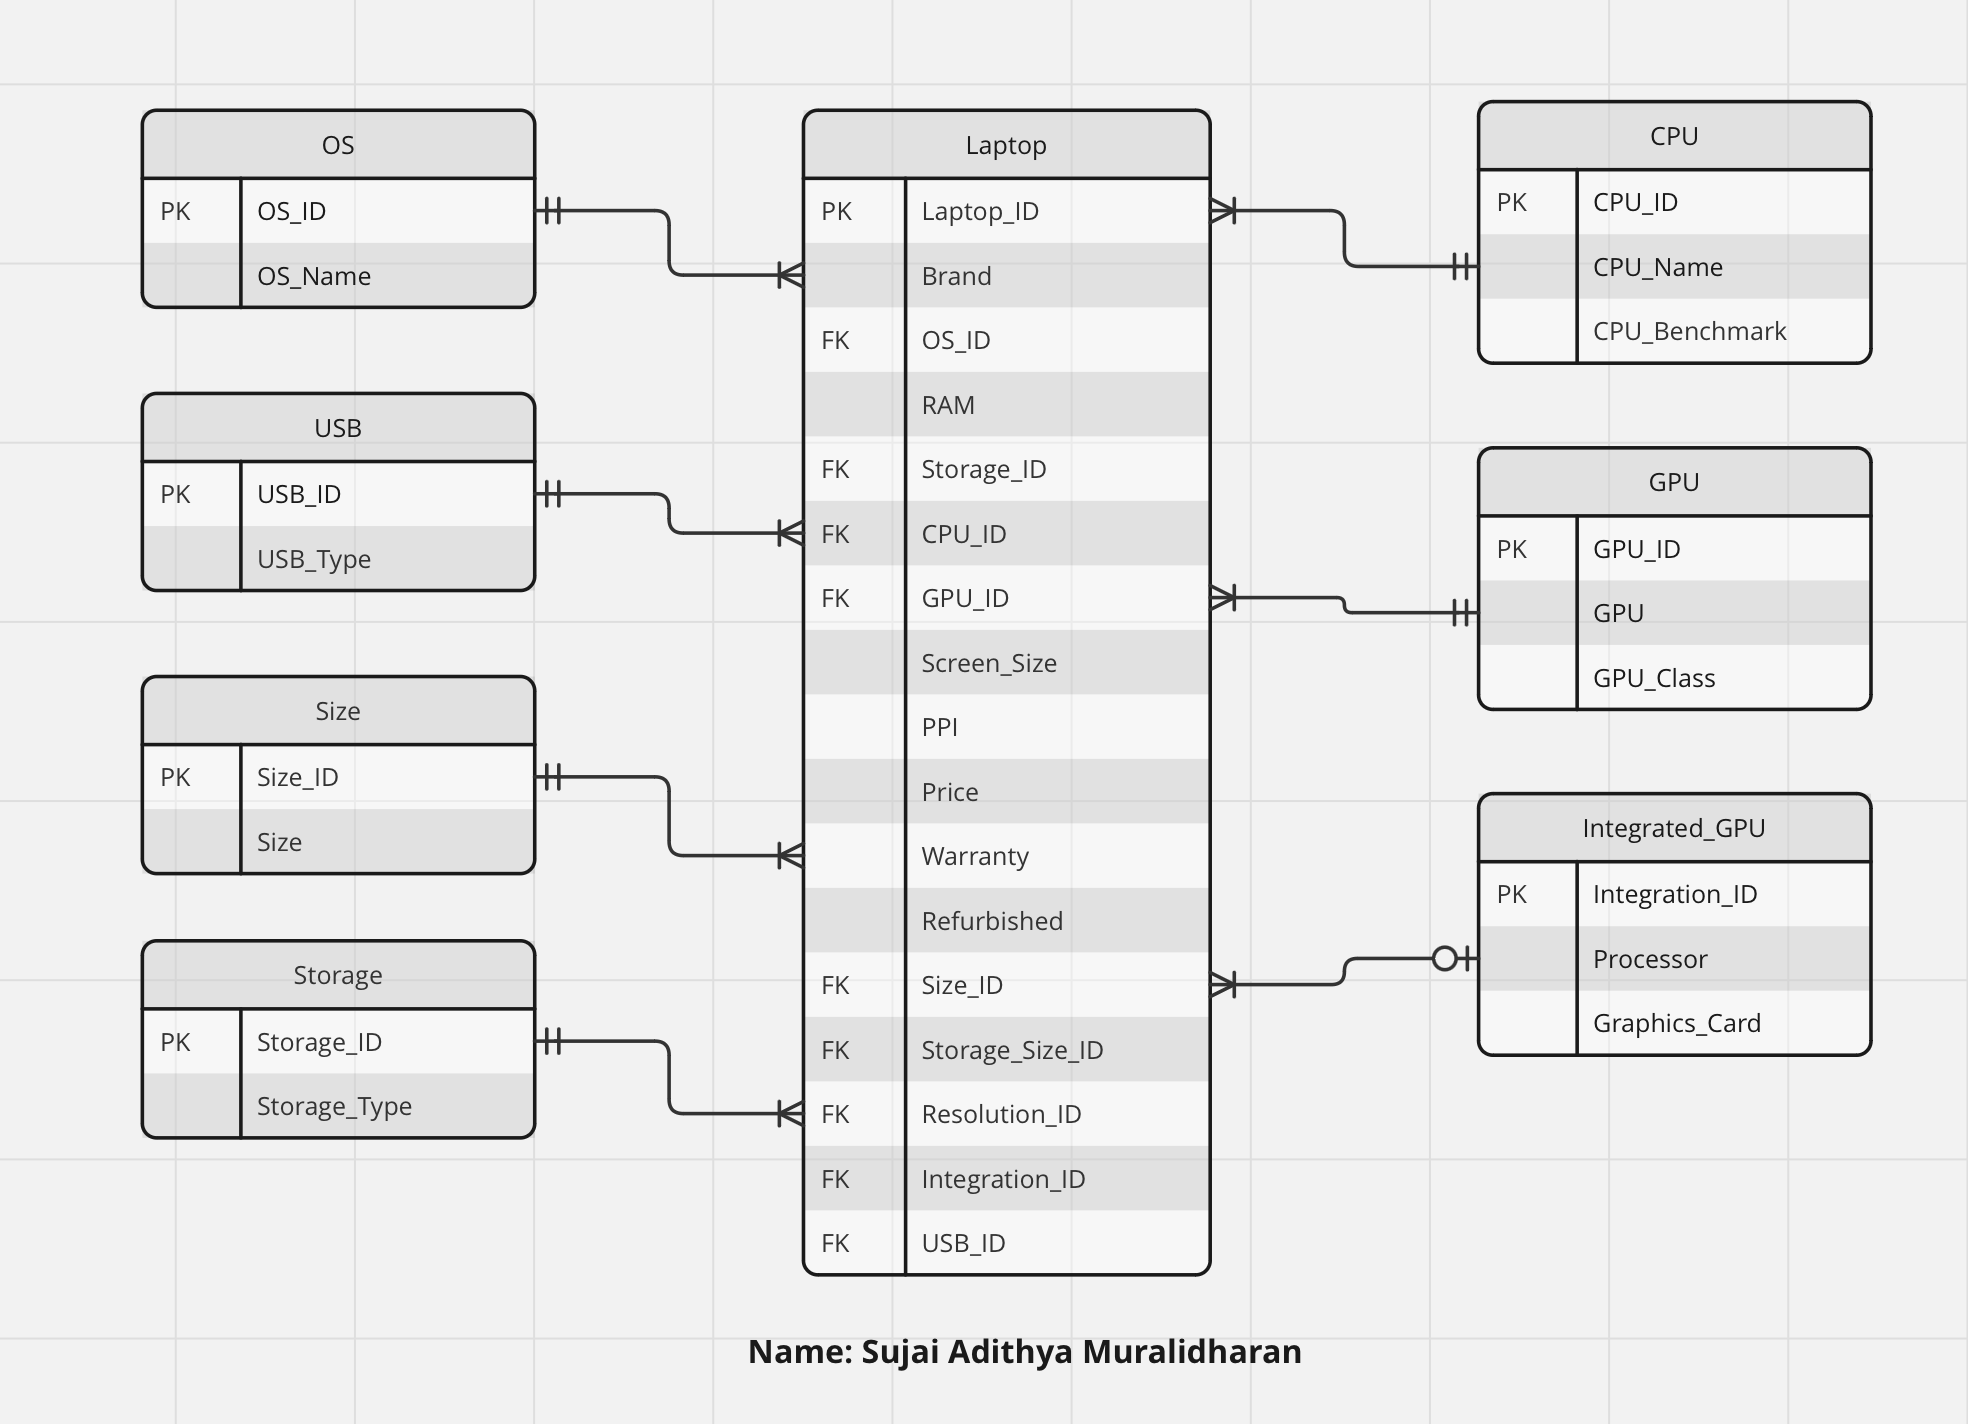 OS
PK OS_ID
OS_Name
USB
PK USB_ID
USB_Type
Size
PK Size_ID
Size
Storage
PK Storage_ID
Storage_Type
Laptop
PK Laptop_ID
Brand
FK OS_ID
RAM
FK Storage_ID
FK CPU_ID
FK GPU_ID
Screen_Size
PPI
Price
Warranty
Refurbished
FK Size_ID
FK Storage_Size_ID
FK Resolution_ID
FK Integration_ID
FK USB_ID
CPU
PK CPU_ID
CPU_Name
CPU_Benchmark
GPU
PK GPU_ID
GPU
GPU_Class
Integrated_GPU
PK Integration_ID
Processor
Graphics_Card
Name: Sujai Adithya Muralidharan